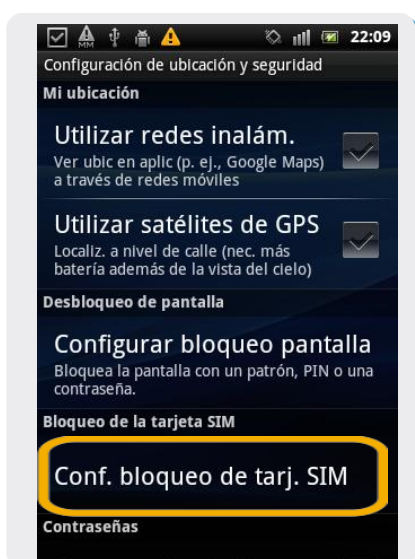 MM
22:09
Configuración de ubicación y seguridad
Mi ubicación
Utilizar redes inalám.
Ver ubic en aplic (p. ej., Google Maps)
a través de redes móviles
Utilizar satélites de GPS
Localiz. a nivel de calle (nec. más
batería además de la vista del cielo)
Desbloqueo de pantalla
Configurar bloqueo pantalla
Bloquea la pantalla con un patrón, PIN o una
contraseña.
Bloqueo de la tarjeta SIM
Conf. bloqueo de tarj. SIM
Contraseñas